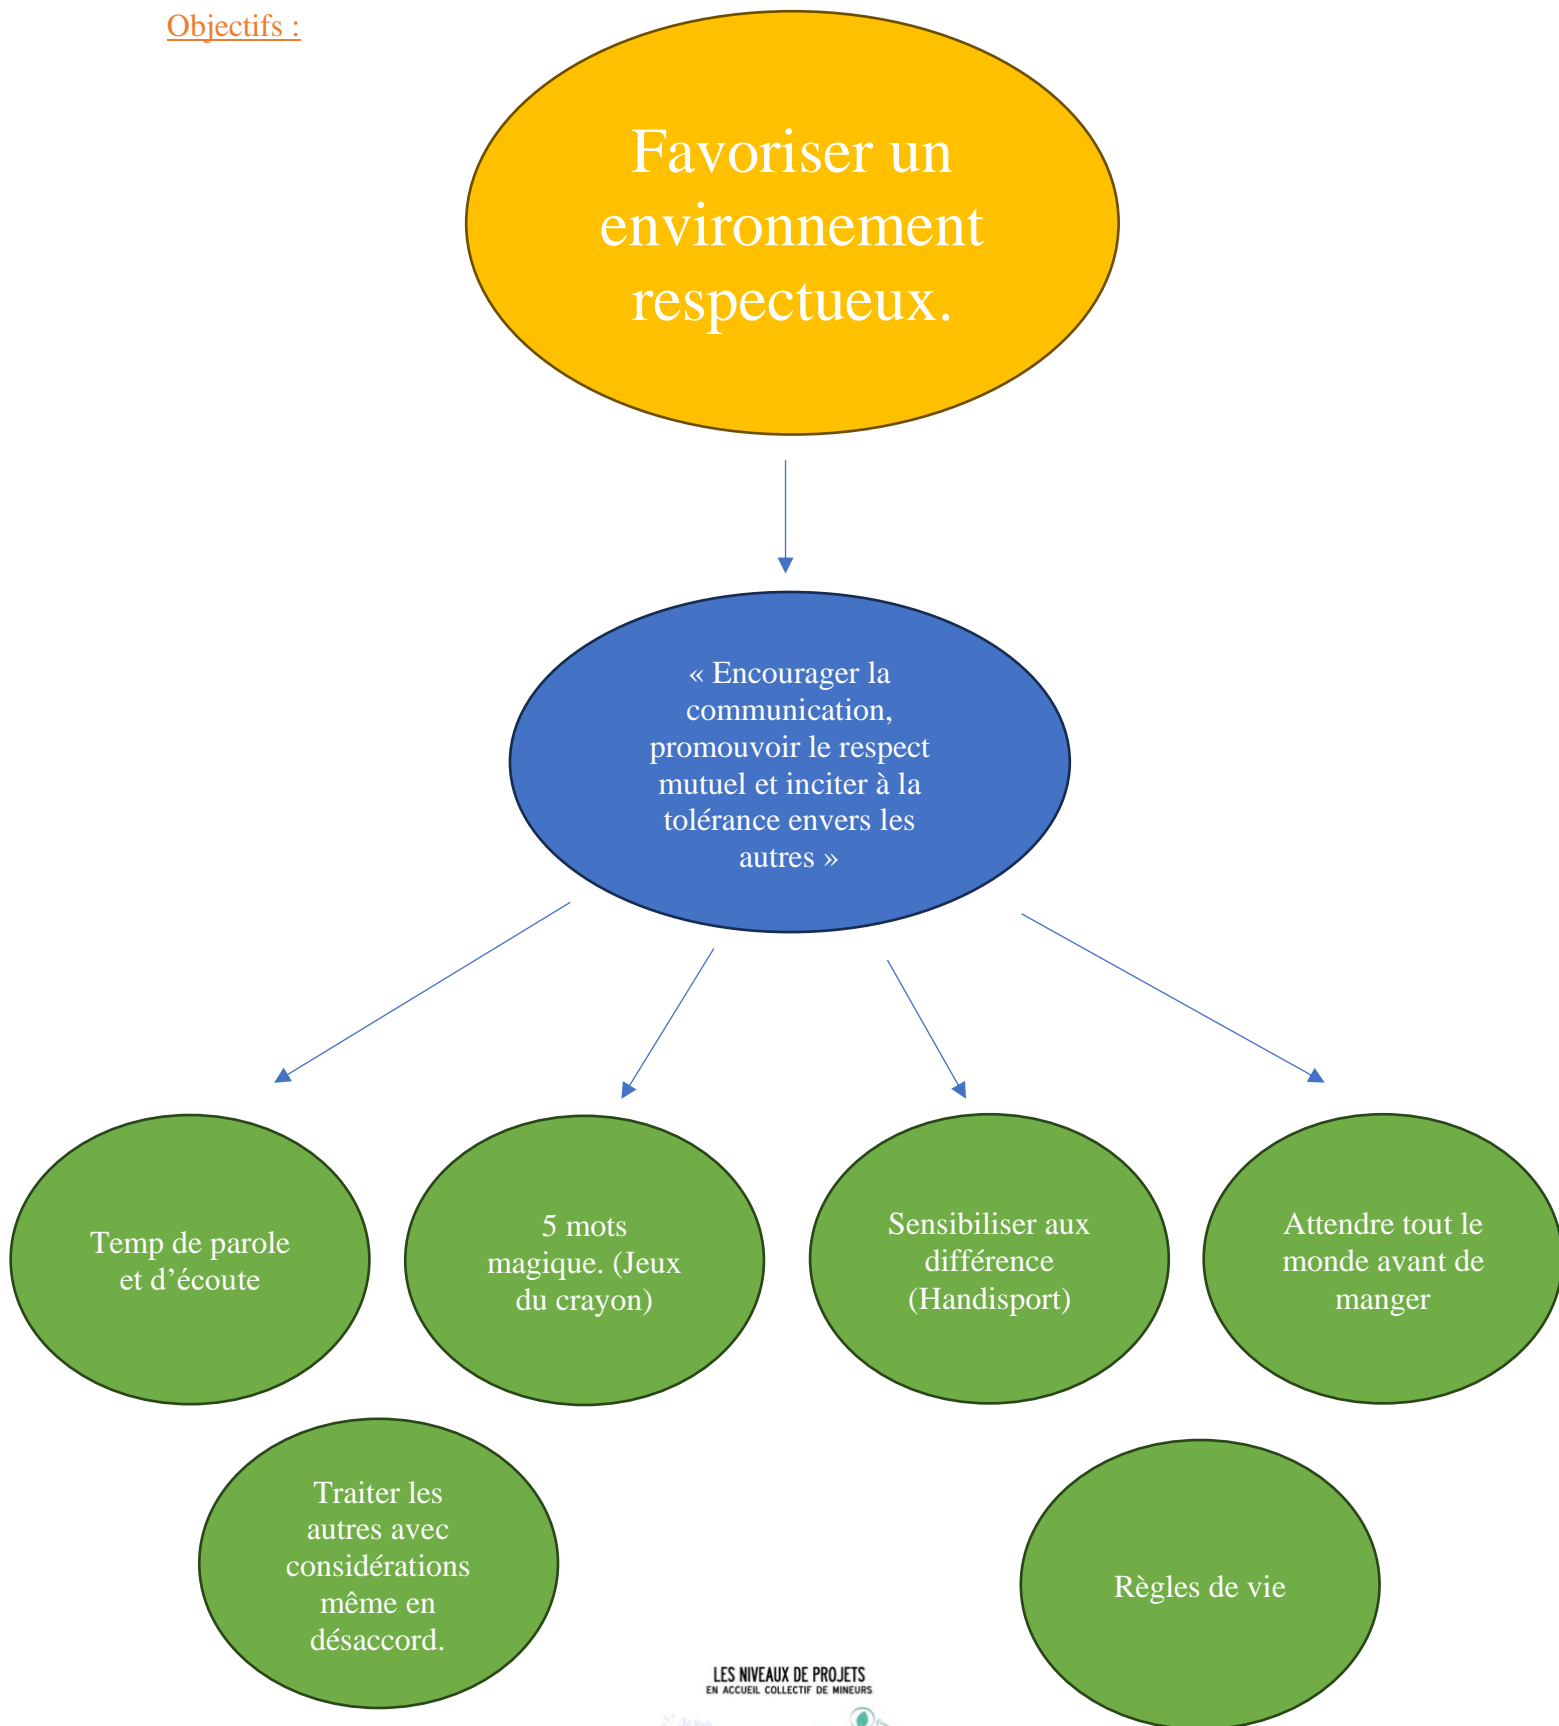 Objectifs :
Favoriser un
environnement
respectueux.
« Encourager la
communication,
promouvoir le respect
mutuel et inciter à la
tolérance envers les
autres »
Temp de parole
et d’écoute
5 mots
magique. (Jeux
du crayon)
Sensibiliser aux
différence
(Handisport)
Attendre tout le
monde avant de
manger
Traiter les
autres avec
considérations
même en
désaccord.
Règles de vie
LES NIVEAUX DE PROJETS
EN ACCUEIL COLLECTIF DE MINEURS